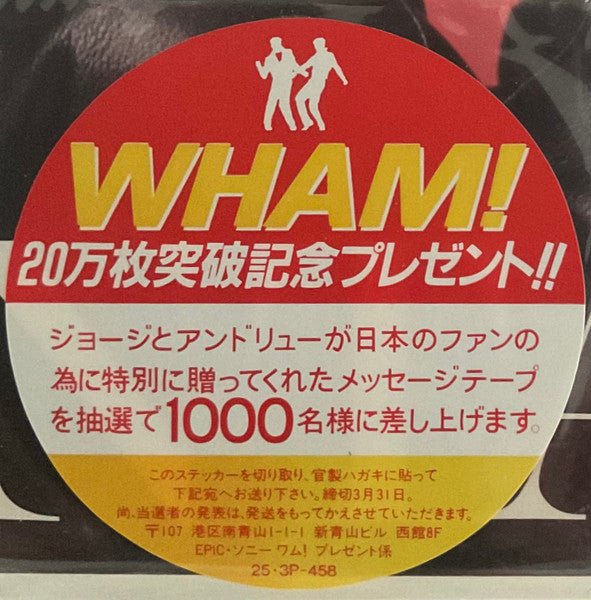 WHAM!
20万枚突破記念プレゼント!!
ジョージとアンドリューが日本のファンの
為に特別に贈ってくれたメッセージテープ
を抽選で1000名様に差し上げます。
このステッカーを切り取り、官製ハガキに貼って
下記宛へお送り下さい。締切3月31日。
尚、当選者の発表は、発送をもってかえさせていただきます。
〒107 港区南青山1-1-1 新青山ビル 西館8F
EPIC・ソニー ワム! プレゼント係
25・3P-458